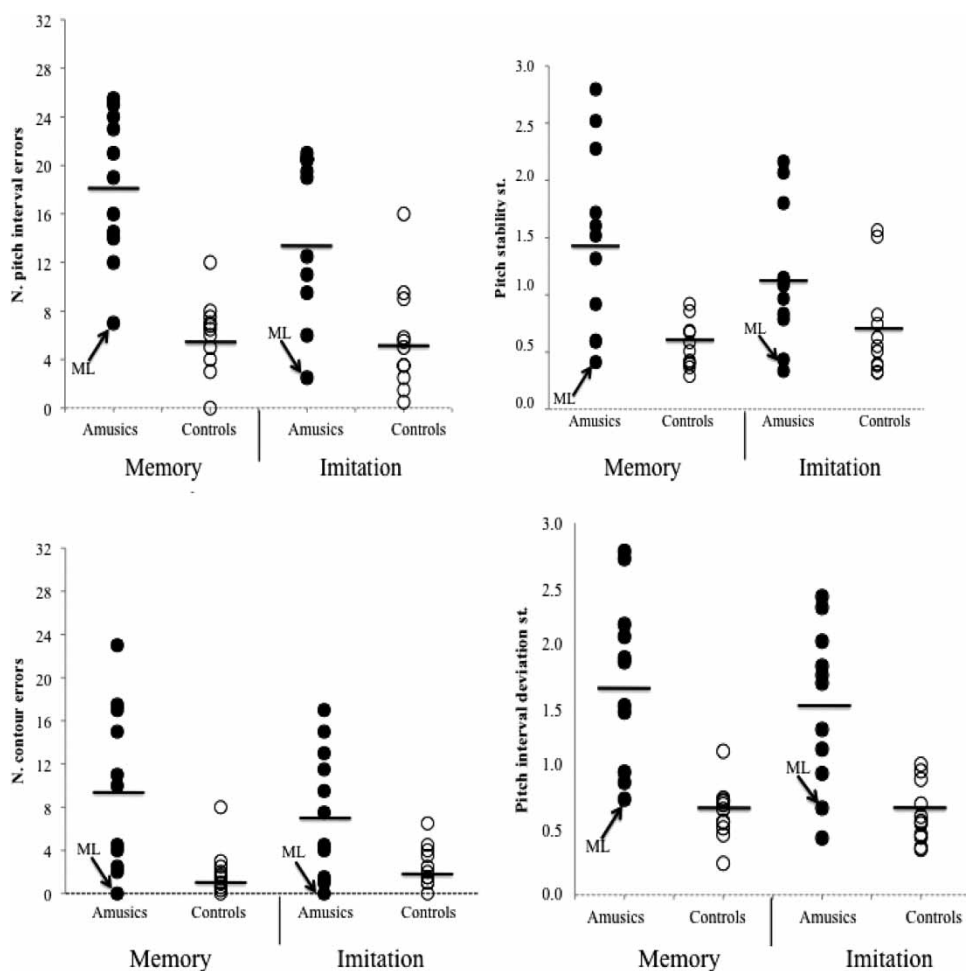 N. pitch interval errors
32
28
24
20
16
12
8
4
0
ML
ML
Amusics Controls Amusics Controls
Memory Imitation
Pitch stability st.
3.0
2.5
2.0
1.5
1.0
0.5
0.0
ML
ML
Amusics Controls Amusics Controls
Memory Imitation
N. contour errors
32
28
24
20
16
12
8
4
0
ML
ML
Amusics Controls Amusics Controls
Memory Imitation
Pitch interval deviation st.
3.0
2.5
2.0
1.5
1.0
0.5
0.0
ML
ML
Amusics Controls Amusics Controls
Memory Imitation